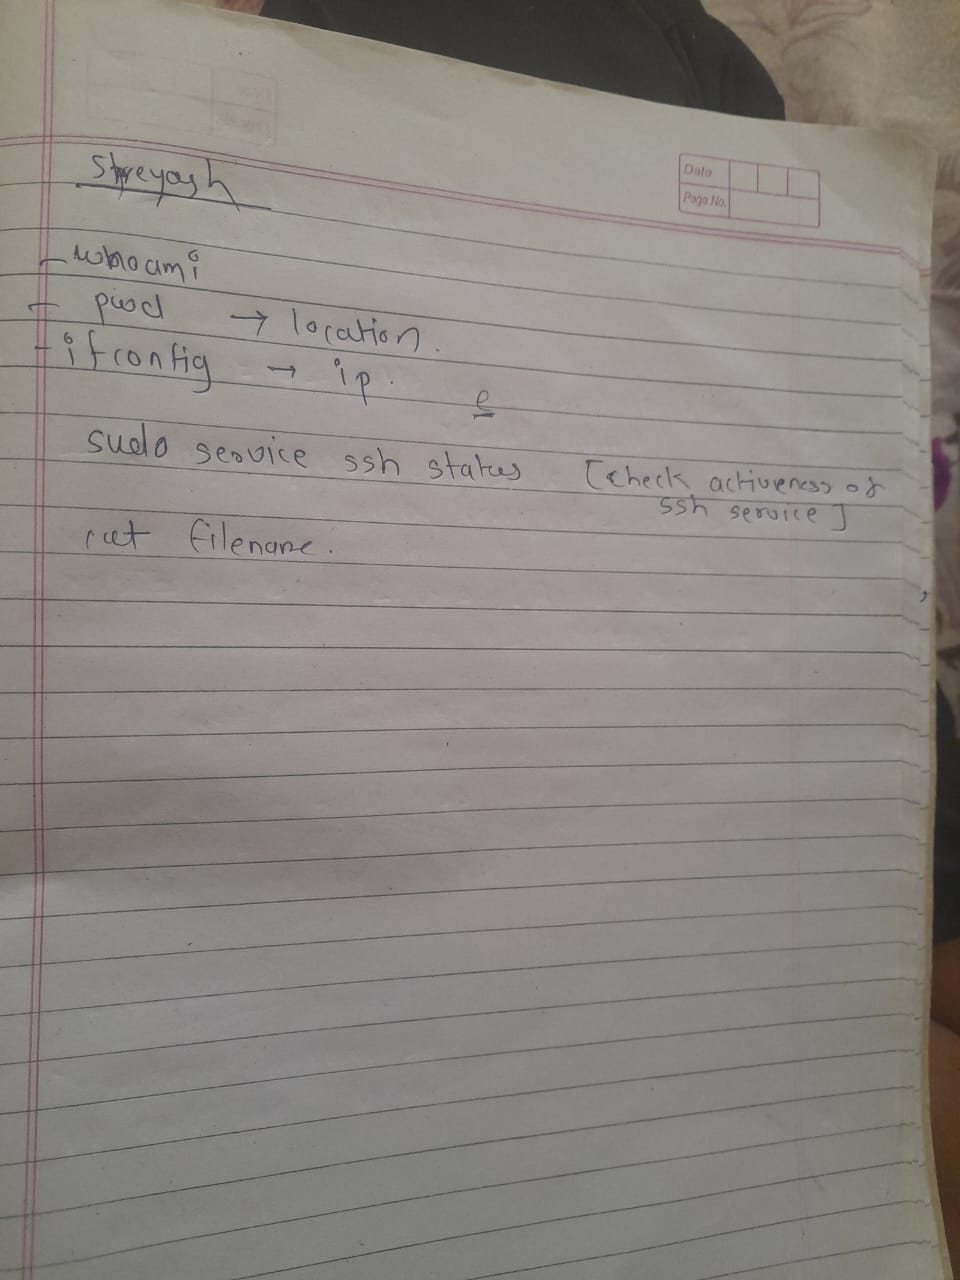 Shreyash
Date
Page No.
- whoami
- pwd → location.
- ifconfig → ip.
e
sudo service ssh status [check activeness of
ssh service]
cat filename.